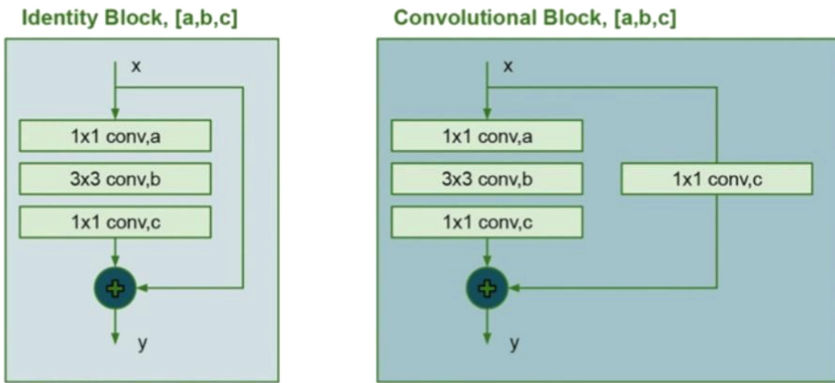 Identity Block, [a,b,c]
x
1x1 conv,a
3x3 conv,b
1x1 conv,c
y
Convolutional Block, [a,b,c]
x
1x1 conv,a
3x3 conv,b
1x1 conv,c
1x1 conv,c
y